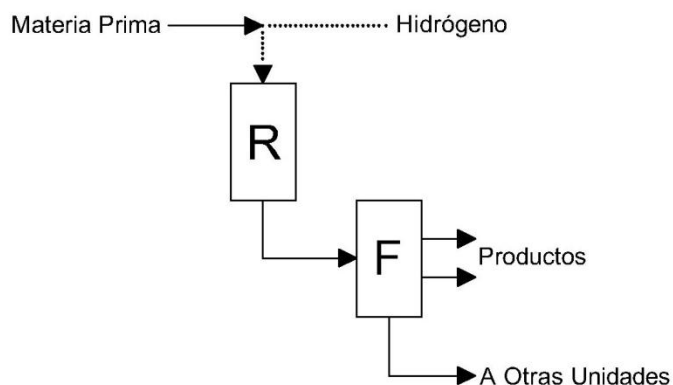 Materia Prima
Hidrógeno
R
F
Productos
A Otras Unidades